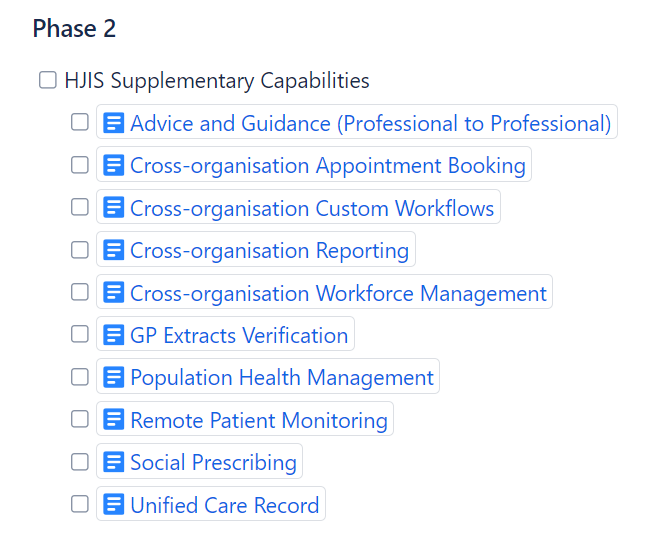 Phase 2
HJIS Supplementary Capabilities
Advice and Guidance (Professional to Professional)
Cross-organisation Appointment Booking
Cross-organisation Custom Workflows
Cross-organisation Reporting
Cross-organisation Workforce Management
GP Extracts Verification
Population Health Management
Remote Patient Monitoring
Social Prescribing
Unified Care Record